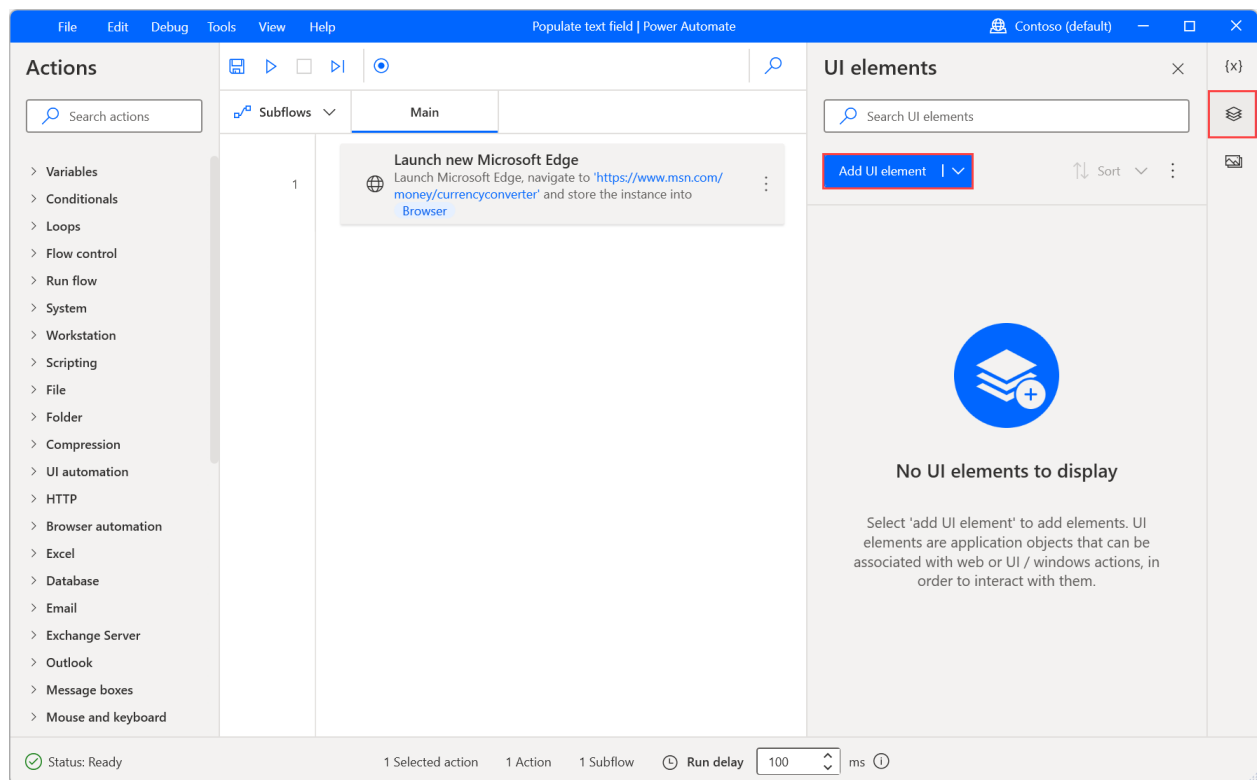 File Edit Debug Tools View Help
Populate text field | Power Automate
Contoso (default)
Actions
Search actions
Variables
Conditionals
Loops
Flow control
Run flow
System
Workstation
Scripting
File
Folder
Compression
UI automation
HTTP
Browser automation
Excel
Database
Email
Exchange Server
Outlook
Message boxes
Mouse and keyboard
Subflows
Main
1
Launch new Microsoft Edge
Launch Microsoft Edge, navigate to 'https://www.msn.com/
money/currencyconverter' and store the instance into
Browser
UI elements
{x}
Search UI elements
Add UI element
Sort
No UI elements to display
Select 'add UI element' to add elements. UI
elements are application objects that can be
associated with web or UI / windows actions, in
order to interact with them.
Status: Ready
1 Selected action
1 Action
1 Subflow
Run delay
100
ms